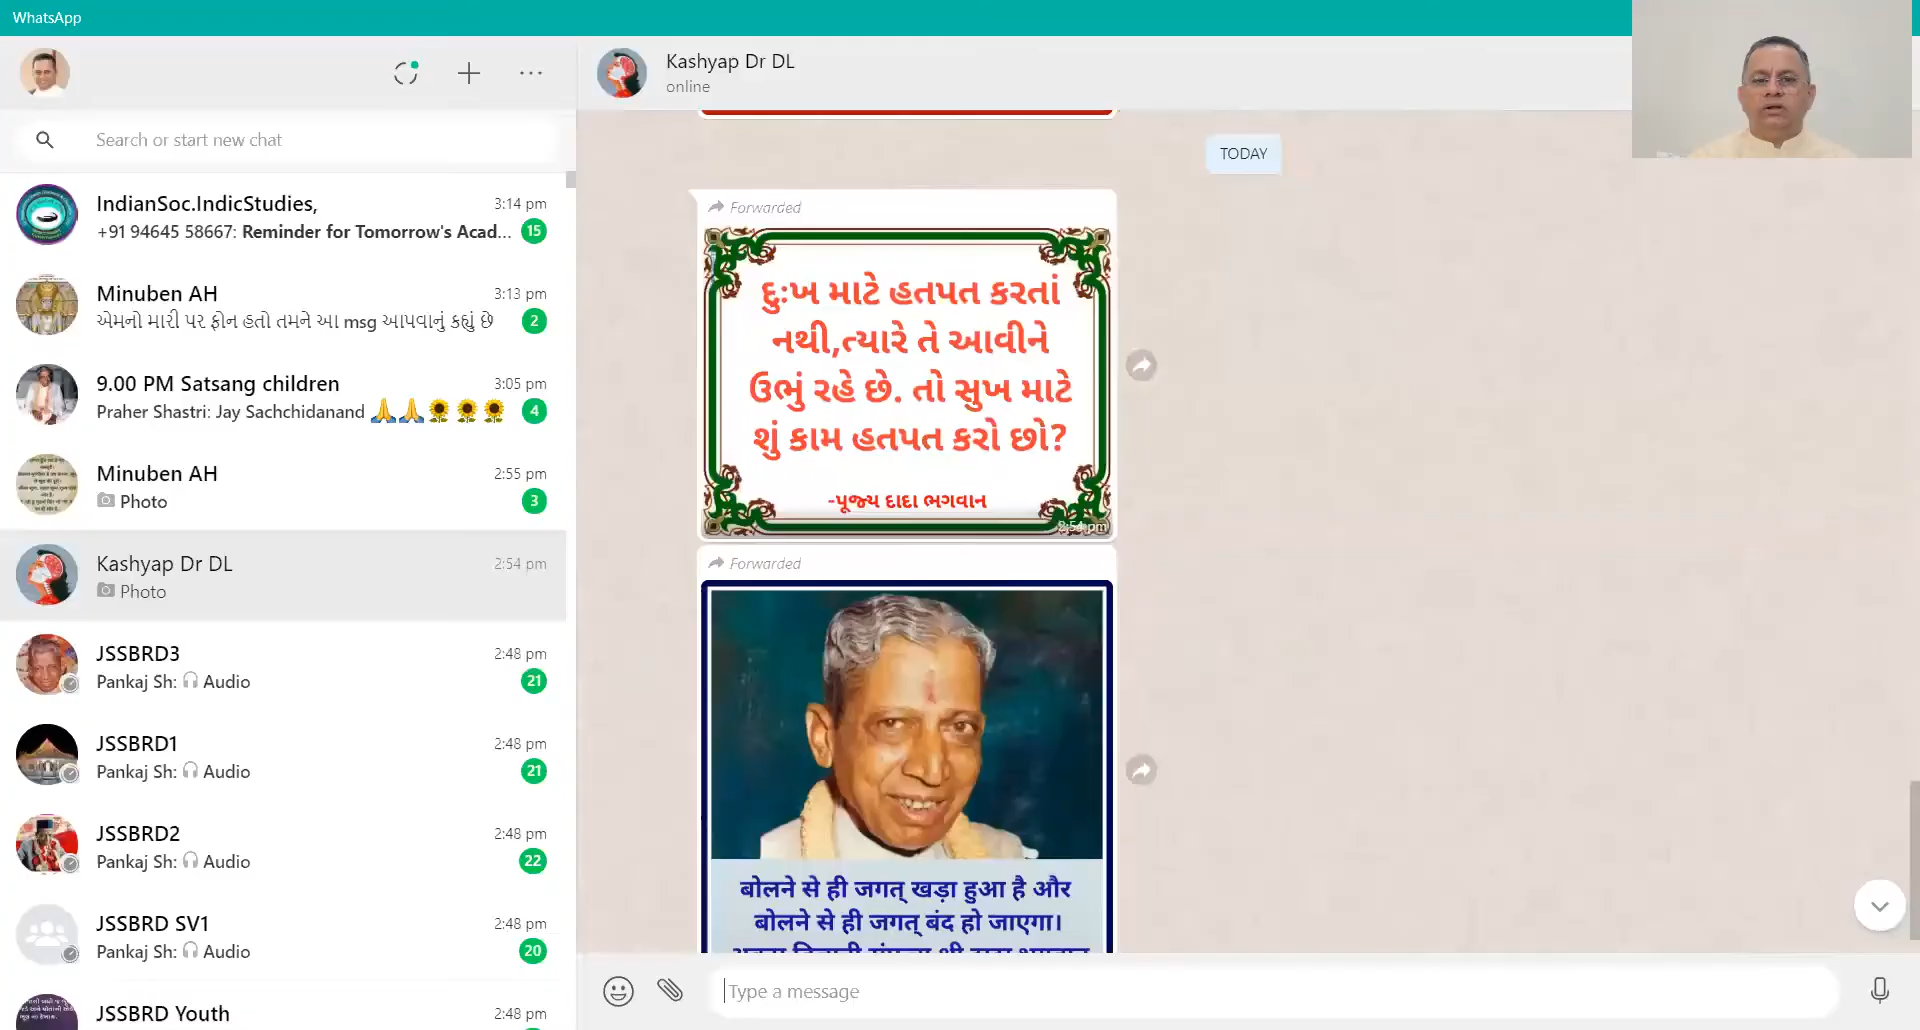 WhatsApp
Search or start new chat
IndianSoc.IndicStudies,
3:14 pm
+91 94645 58667: Reminder for Tomorrow's Acad...
15
Minuben AH
3:13 pm
એમનો મારી પર ફોન હતો તમને આ msg આપવાનું કહ્યું છે
2
9.00 PM Satsang children
3:05 pm
Praher Shastri: Jay Sachchidanand 🙏🙏🌻🌻🌻
4
Minuben AH
2:55 pm
Photo
3
Kashyap Dr DL
2:54 pm
Photo
JSSBRD3
2:48 pm
Pankaj Sh: Audio
21
JSSBRD1
2:48 pm
Pankaj Sh: Audio
21
JSSBRD2
2:48 pm
Pankaj Sh: Audio
22
JSSBRD SV1
2:48 pm
Pankaj Sh: Audio
20
JSSBRD Youth
2:48 pm
Kashyap Dr DL
online
TODAY
Forwarded
દુઃખ માટે હતપત કરતાં
નથી,ત્યારે તે આવીને
ઉભું રહે છે. તો સુખ માટે
શું કામ હતપત કરો છો?
-પૂજ્ય દાદા ભગવાન
2:54 pm
Forwarded
बोलने से ही जगत् खड़ा हुआ है और
बोलने से ही जगत् बंद हो जाएगा।
Type a message